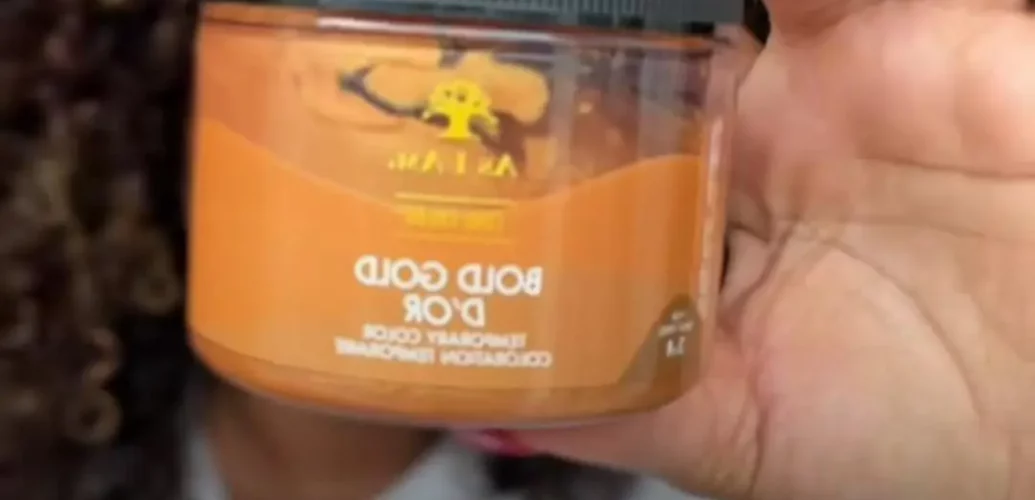 As I Am.
BOLD GOLD
D'OR
TEMPORARY COLOR
COLORATION TEMPORAIRE